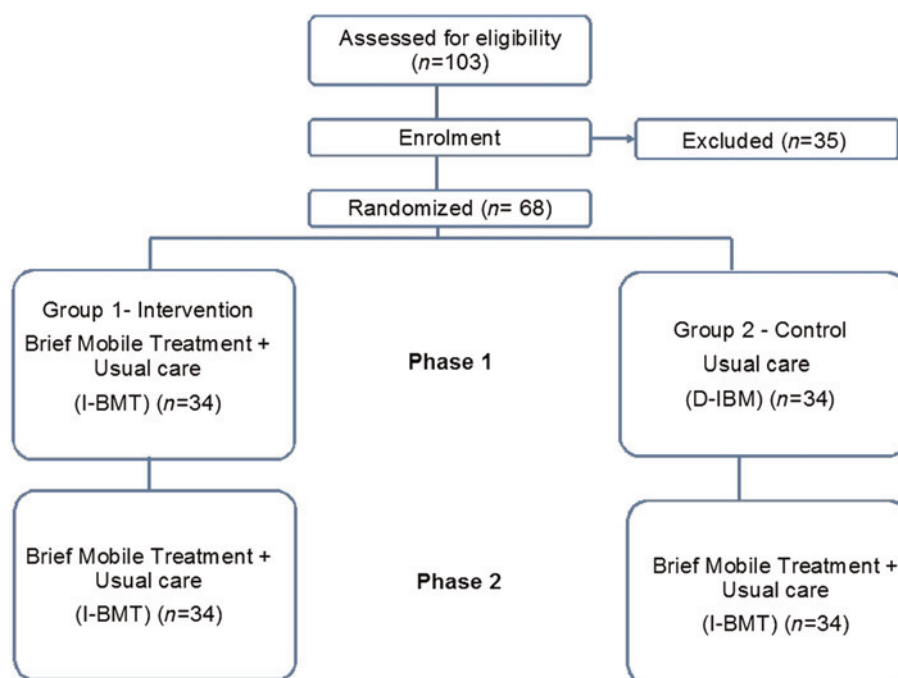 Assessed for eligibility
(n=103)
Enrolment
Excluded (n=35)
Randomized (n= 68)
Group 1- Intervention
Brief Mobile Treatment +
Usual care
(I-BMT) (n=34)
Phase 1
Group 2 - Control
Usual care
(D-IBM) (n=34)
Brief Mobile Treatment +
Usual care
(I-BMT) (n=34)
Phase 2
Brief Mobile Treatment +
Usual care
(I-BMT) (n=34)